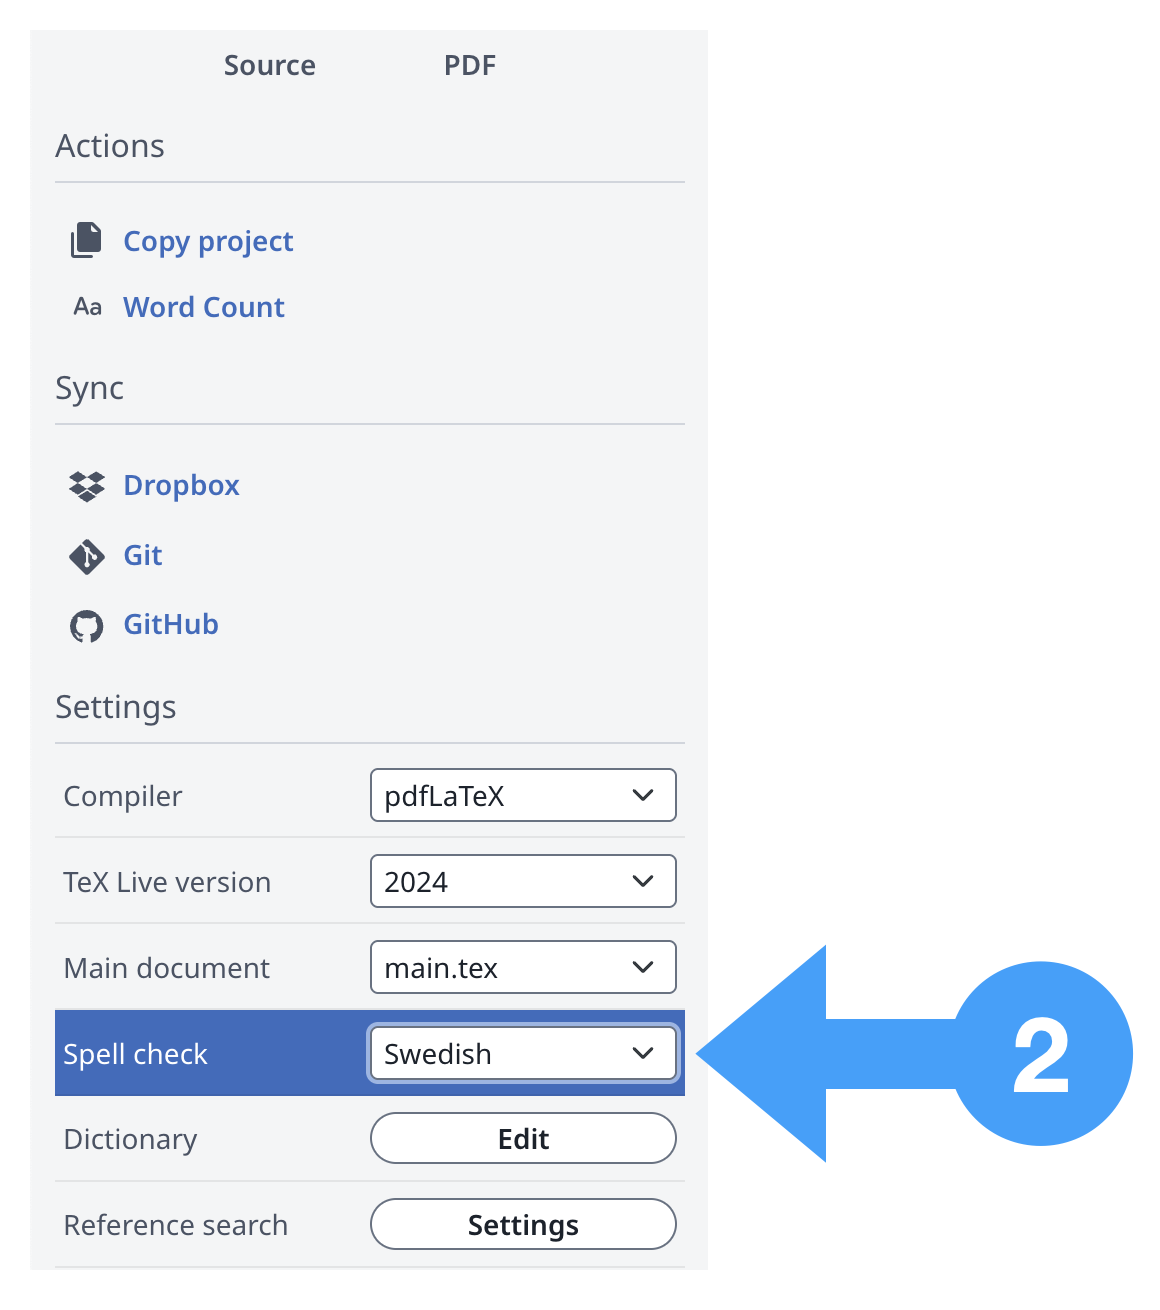 Source PDF
Actions
Copy project
Aa Word Count
Sync
Dropbox
Git
GitHub
Settings
Compiler pdfLaTeX
TeX Live version 2024
Main document main.tex
Spell check Swedish 2
Dictionary Edit
Reference search Settings